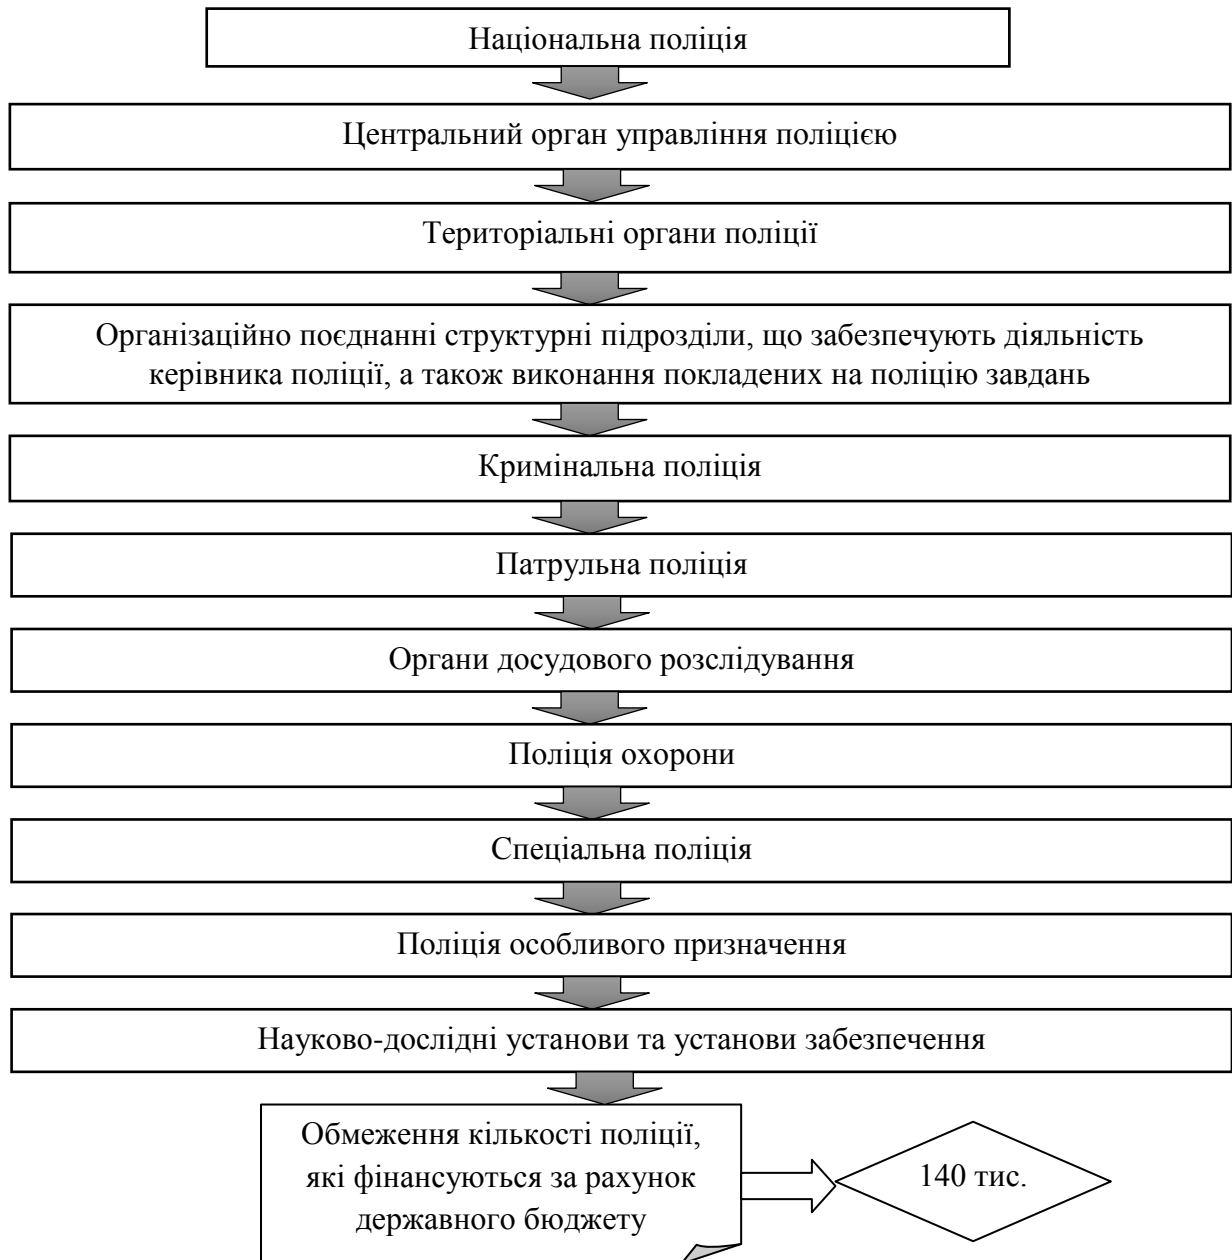 Національна поліція
Центральний орган управління поліцією
Територіальні органи поліції
Організаційно поєднанні структурні підрозділи, що забезпечують діяльність
керівника поліції, а також виконання покладених на поліцію завдань
Кримінальна поліція
Патрульна поліція
Органи досудового розслідування
Поліція охорони
Спеціальна поліція
Поліція особливого призначення
Науково-дослідні установи та установи забезпечення
Обмеження кількості поліції,
які фінансуються за рахунок
державного бюджету
140 тис.